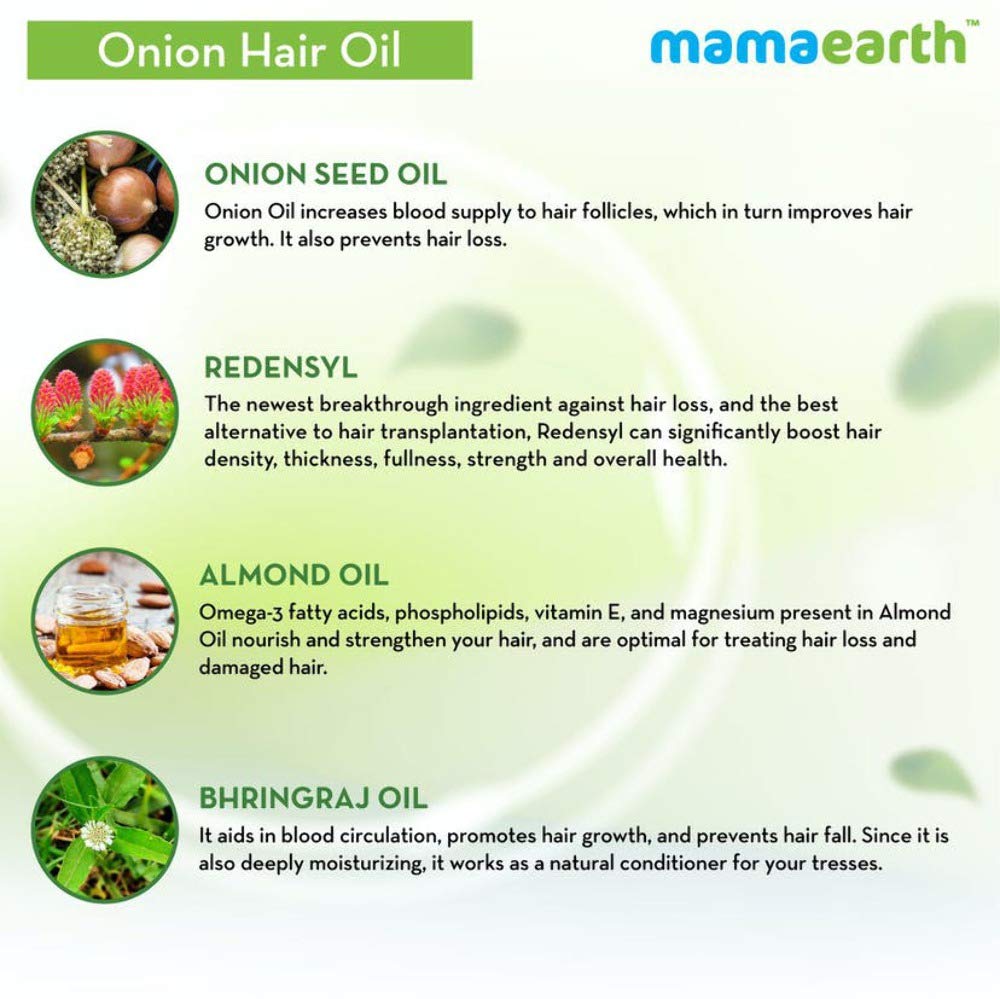 Onion Hair Oil
mamaearth™
ONION SEED OIL
Onion Oil increases blood supply to hair follicles, which in turn improves hair
growth. It also prevents hair loss.
REDENSYL
The newest breakthrough ingredient against hair loss, and the best
alternative to hair transplantation, Redensyl can significantly boost hair
density, thickness, fullness, strength and overall health.
ALMOND OIL
Omega-3 fatty acids, phospholipids, vitamin E, and magnesium present in Almond
Oil nourish and strengthen your hair, and are optimal for treating hair loss and
damaged hair.
BHRINGRAJ OIL
It aids in blood circulation, promotes hair growth, and prevents hair fall. Since it is
also deeply moisturizing, it works as a natural conditioner for your tresses.